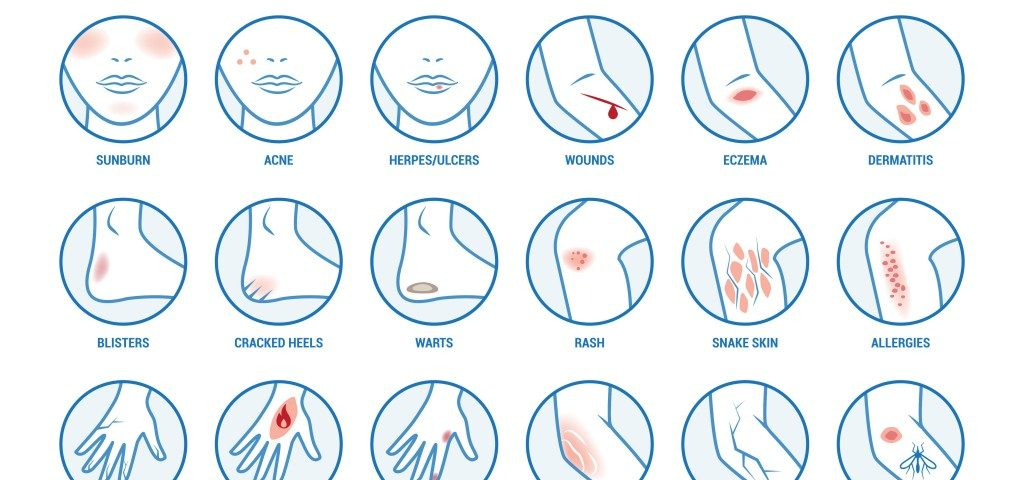 SUNBURN
ACNE
HERPES/ULCERS
WOUNDS
ECZEMA
DERMATITIS
BLISTERS
CRACKED HEELS
WARTS
RASH
SNAKE SKIN
ALLERGIES